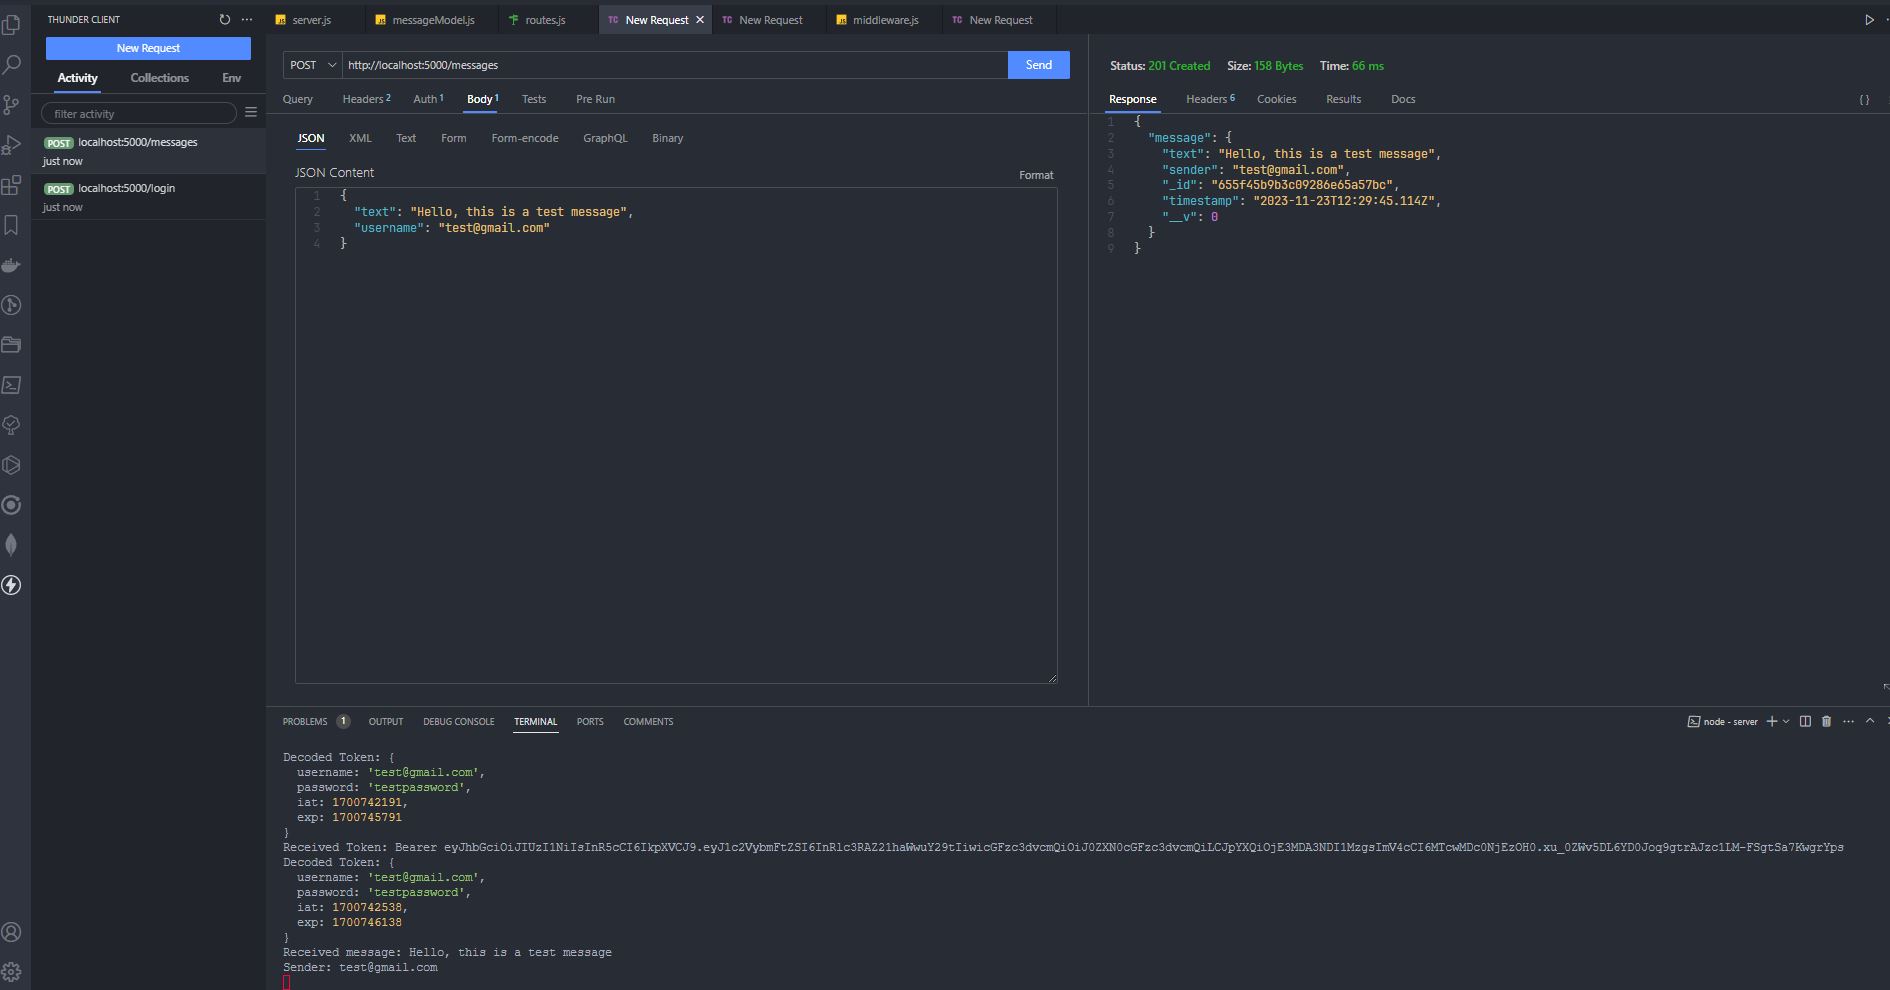 THUNDER CLIENT
New Request
Activity Collections Env
filter activity
POST localhost:5000/messages
just now
POST localhost:5000/login
just now
JS server.js JS messageModel.js routes.js TC New Request TC New Request JS middleware.js TC New Request
POST http://localhost:5000/messages Send
Query Headers 2 Auth 1 Body 1 Tests Pre Run
JSON XML Text Form Form-encode GraphQL Binary
JSON Content Format
1 {
2 "text": "Hello, this is a test message",
3 "username": "test@gmail.com"
4 }
Status: 201 Created Size: 158 Bytes Time: 66 ms
Response Headers 6 Cookies Results Docs { }
1 {
2 "message": {
3 "text": "Hello, this is a test message",
4 "sender": "test@gmail.com",
5 "_id": "655f45b9b3c09286e65a57bc",
6 "timestamp": "2023-11-23T12:29:45.114Z",
7 "__v": 0
8 }
9 }
PROBLEMS 1 OUTPUT DEBUG CONSOLE TERMINAL PORTS COMMENTS node - server
Decoded Token: {
username: 'test@gmail.com',
password: 'testpassword',
iat: 1700742191,
exp: 1700745791
}
Received Token: Bearer eyJhbGciOiJIUzI1NiIsInR5cCI6IkpXVCJ9.eyJ1c2VybmFtZSI6InRlc3RAZ21haWwuY29tIiwicGFzc3dvcmQiOiJ0ZXN0cGFzc3dvcmQiLCJpYXQiOjE3MDA3NDI1MzgsImV4cCI6MTcwMDc0NjEzOH0.xu_0ZWv5DL6YD0Joq9gtrAJzc1LM-FSgtSa7KwgrYps
Decoded Token: {
username: 'test@gmail.com',
password: 'testpassword',
iat: 1700742538,
exp: 1700746138
}
Received message: Hello, this is a test message
Sender: test@gmail.com